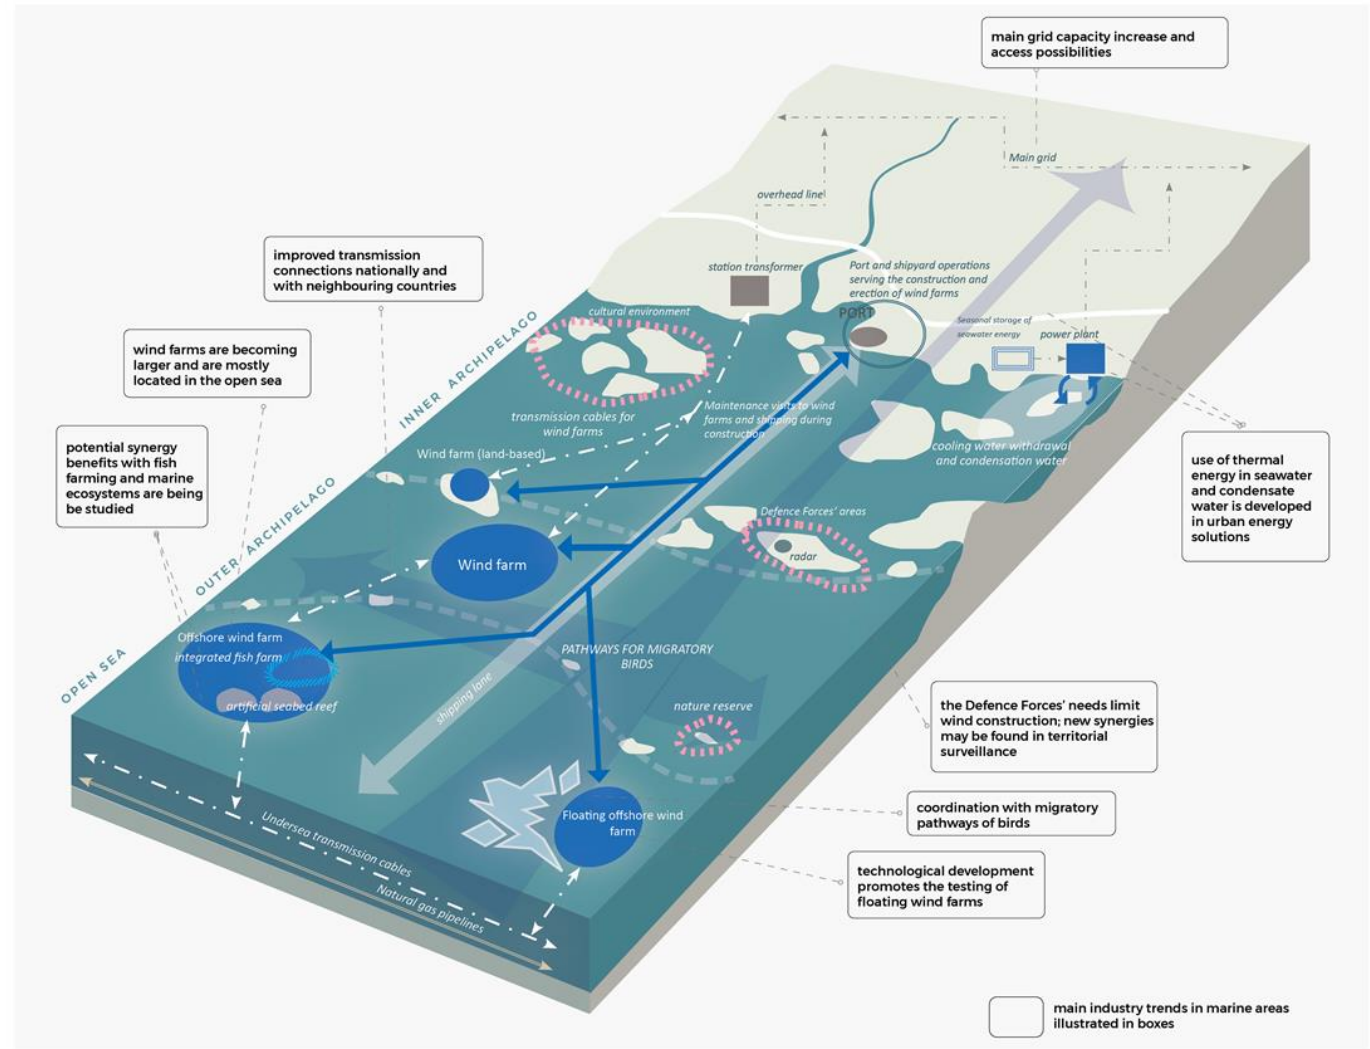 main grid capacity increase and
access possibilities
Main grid
overhead line
improved transmission
connections nationally and
with neighbouring countries
station transformer
Port and shipyard operations
serving the construction and
erection of wind farms
PORT
cultural environment
Seasonal storage of
seawater energy
power plant
INNER ARCHIPELAGO
wind farms are becoming
larger and are mostly
located in the open sea
transmission cables for
wind farms
Maintenance visits to wind
farms and shipping during
construction
cooling water withdrawal
and condensation water
Wind farm (land-based)
potential synergy
benefits with fish
farming and marine
ecosystems are being
be studied
use of thermal
energy in seawater
and condensate
water is developed
in urban energy
solutions
OUTER ARCHIPELAGO
Defence Forces' areas
radar
Wind farm
Offshore wind farm
integrated fish farm
artificial seabed reef
OPEN SEA
PATHWAYS FOR MIGRATORY
BIRDS
shipping lane
nature reserve
the Defence Forces' needs limit
wind construction; new synergies
may be found in territorial
surveillance
coordination with migratory
pathways of birds
Floating offshore wind
farm
technological development
promotes the testing of
floating wind farms
Undersea transmission cables
Natural gas pipelines
main industry trends in marine areas
illustrated in boxes